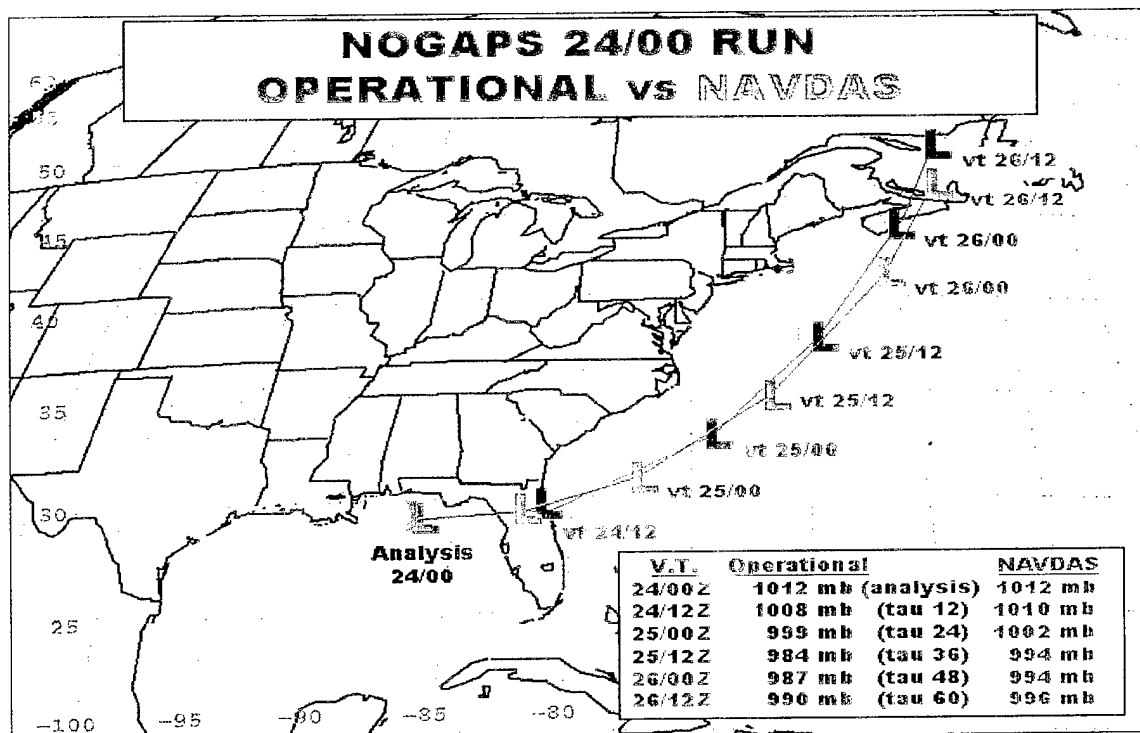 NOGAPS 24/00 RUN
OPERATIONAL vs NAVDAS
50
45
40
35
30
25
-100
-95
-90
-85
-80
L vt 26/12
L vt 26/12
L vt 26/00
L vt 26/00
L vt 25/12
L vt 25/12
L vt 25/00
L vt 25/00
L L vt 24/12
L
Analysis
24/00
V.T. Operational NAVDAS
24/00Z 1012 mb (analysis) 1012 mb
24/12Z 1008 mb (tau 12) 1010 mb
25/00Z 999 mb (tau 24) 1002 mb
25/12Z 984 mb (tau 36) 994 mb
26/00Z 987 mb (tau 48) 994 mb
26/12Z 990 mb (tau 60) 996 mb